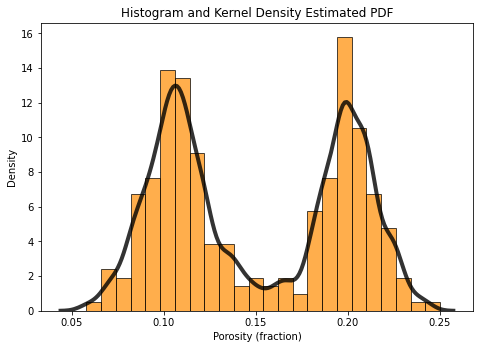 Histogram and Kernel Density Estimated PDF
16
14
12
10
8
6
4
2
0
Density
0.05 0.10 0.15 0.20 0.25
Porosity (fraction)